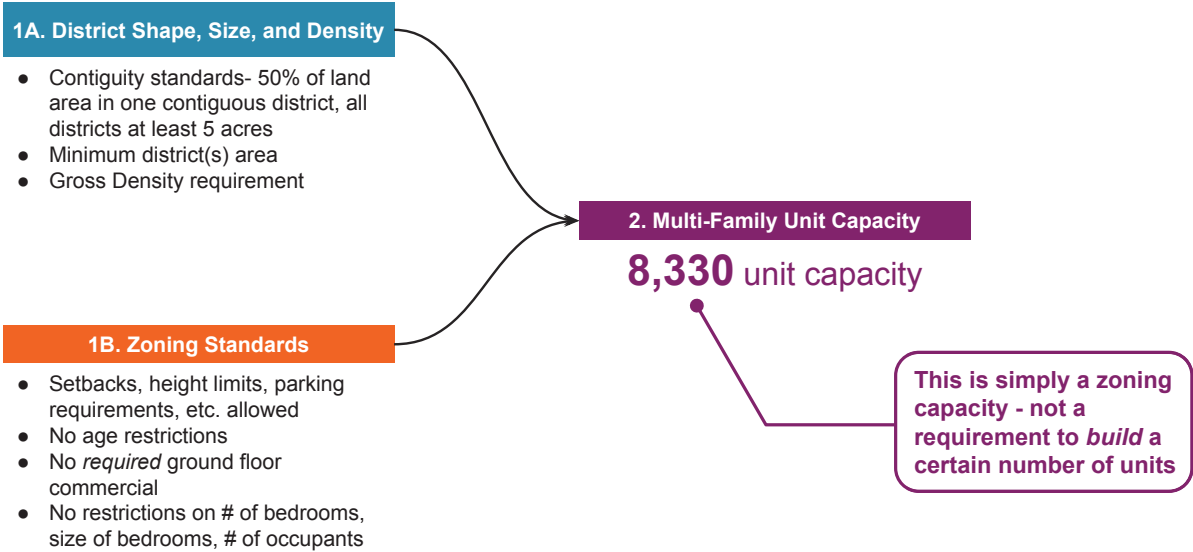 1A. District Shape, Size, and Density
● Contiguity standards- 50% of land
area in one contiguous district, all
districts at least 5 acres
● Minimum district(s) area
● Gross Density requirement
1B. Zoning Standards
● Setbacks, height limits, parking
requirements, etc. allowed
● No age restrictions
● No required ground floor
commercial
● No restrictions on # of bedrooms,
size of bedrooms, # of occupants
2. Multi-Family Unit Capacity
8,330 unit capacity
This is simply a zoning
capacity - not a
requirement to build a
certain number of units